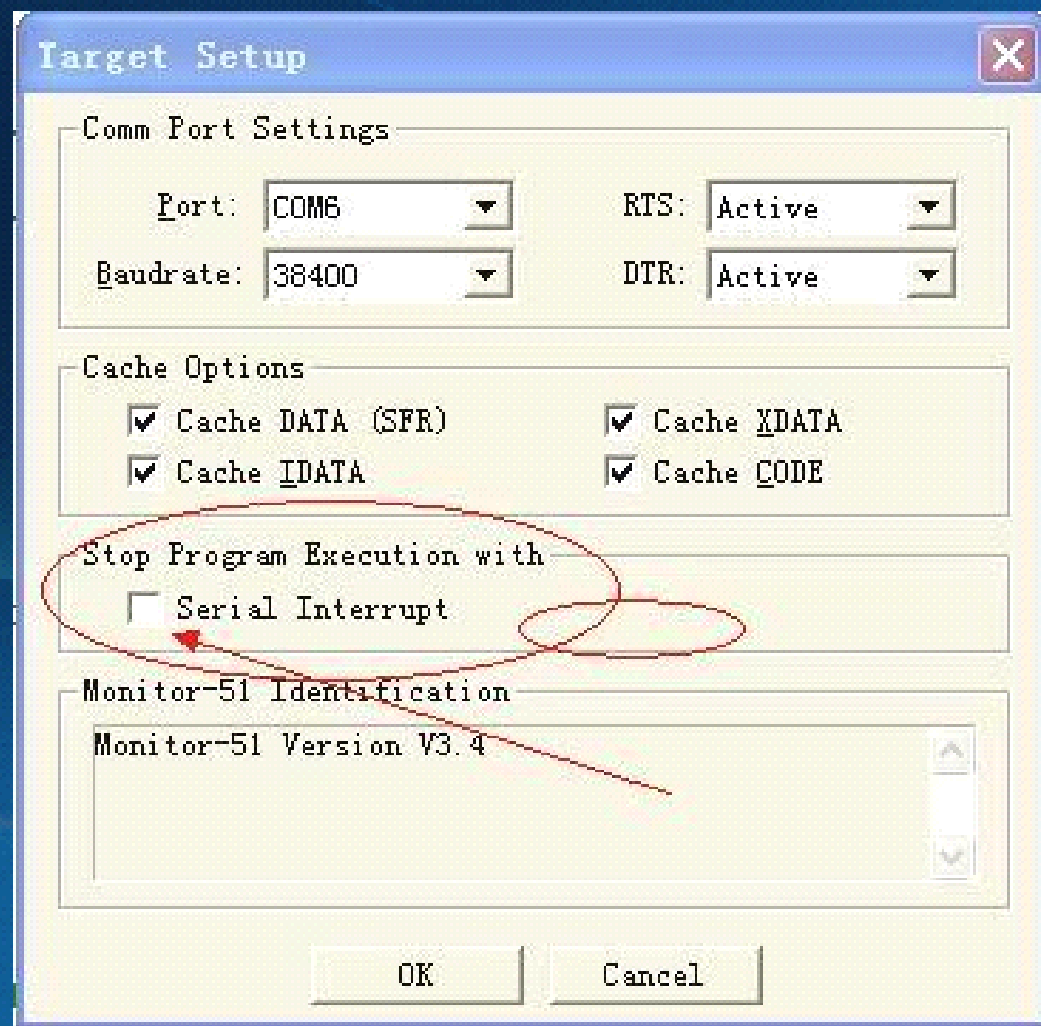 Target Setup
Comm Port Settings
Port: COM6 RTS: Active
Baudrate: 38400 DTR: Active
Cache Options
Cache DATA (SFR) Cache XDATA
Cache IDATA Cache CODE
Stop Program Execution with
Serial Interrupt
Monitor-51 Identification
Monitor-51 Version V3.4
OK Cancel